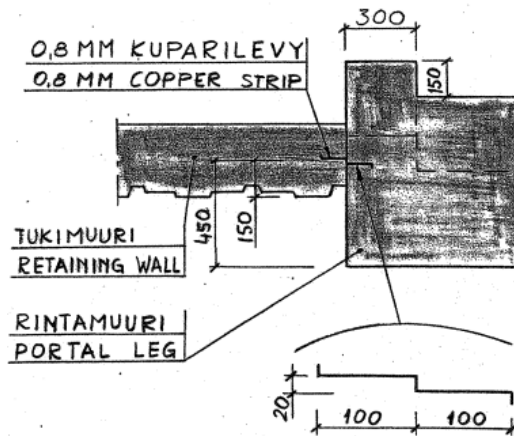 300
0,8 MM KUPARILEVY
0,8 MM COPPER STRIP
150
450
150
TUKIMUURI
RETAINING WALL
RINTAMUURI
PORTAL LEG
20
100
100